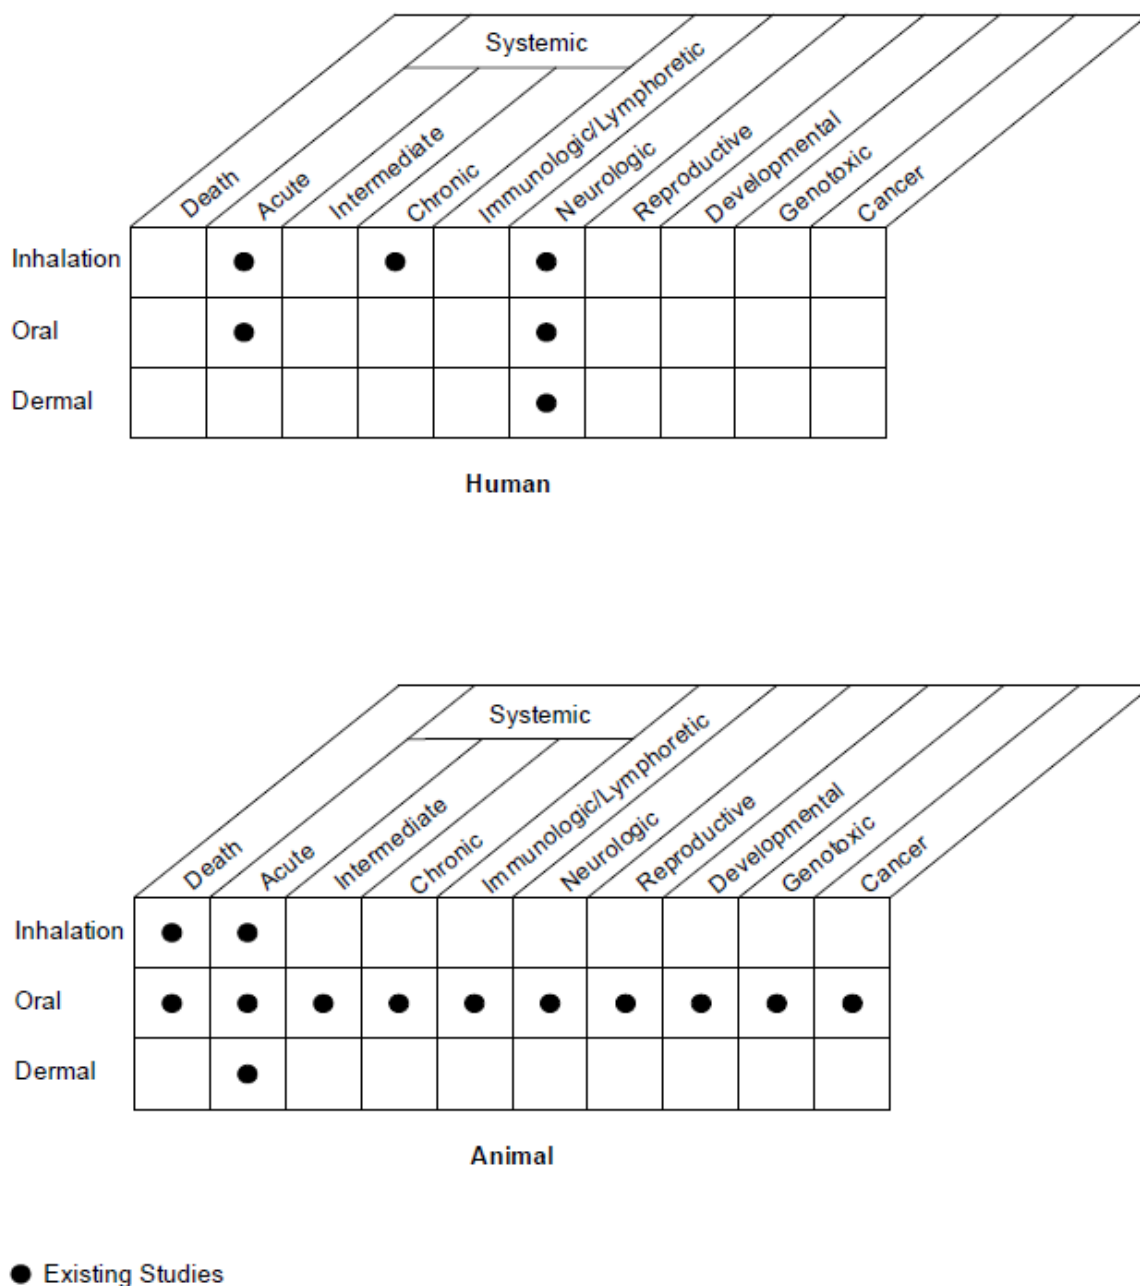 Systemic
Death
Acute
Intermediate
Chronic
Immunologic/Lymphoretic
Neurologic
Reproductive
Developmental
Genotoxic
Cancer
Inhalation
Oral
Dermal
Human
Systemic
Death
Acute
Intermediate
Chronic
Immunologic/Lymphoretic
Neurologic
Reproductive
Developmental
Genotoxic
Cancer
Inhalation
Oral
Dermal
Animal
Existing Studies